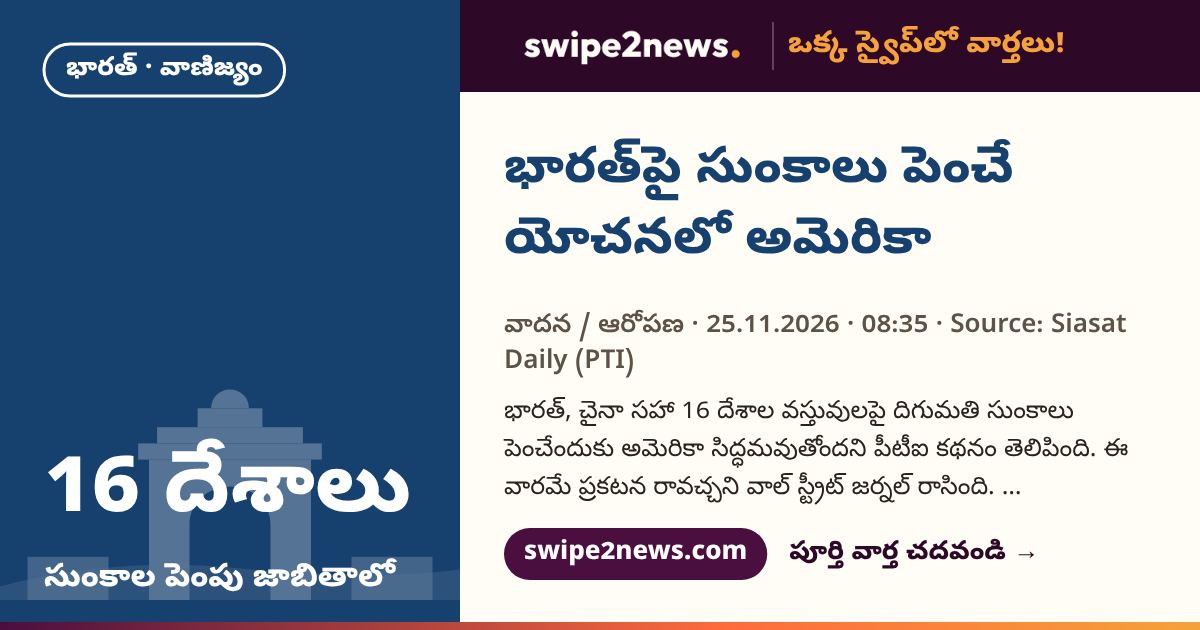 భారత్ · వాణిజ్యం
16 దేశాలు
సుంకాల పెంపు జాబితాలో
swipe2news. | ఒక్క స్వైప్‌లో వార్తలు!
భారత్‌పై సుంకాలు పెంచే
యోచనలో అమెరికా
వాదన / ఆరోపణ · 25.11.2026 · 08:35 · Source: Siasat
Daily (PTI)
భారత్, చైనా సహా 16 దేశాల వస్తువులపై దిగుమతి సుంకాలు
పెంచేందుకు అమెరికా సిద్ధమవుతోందని పీటీఐ కథనం తెలిపింది. ఈ
వారమే ప్రకటన రావచ్చని వాల్ స్ట్రీట్ జర్నల్ రాసింది. ...
swipe2news.com పూర్తి వార్త చదవండి →